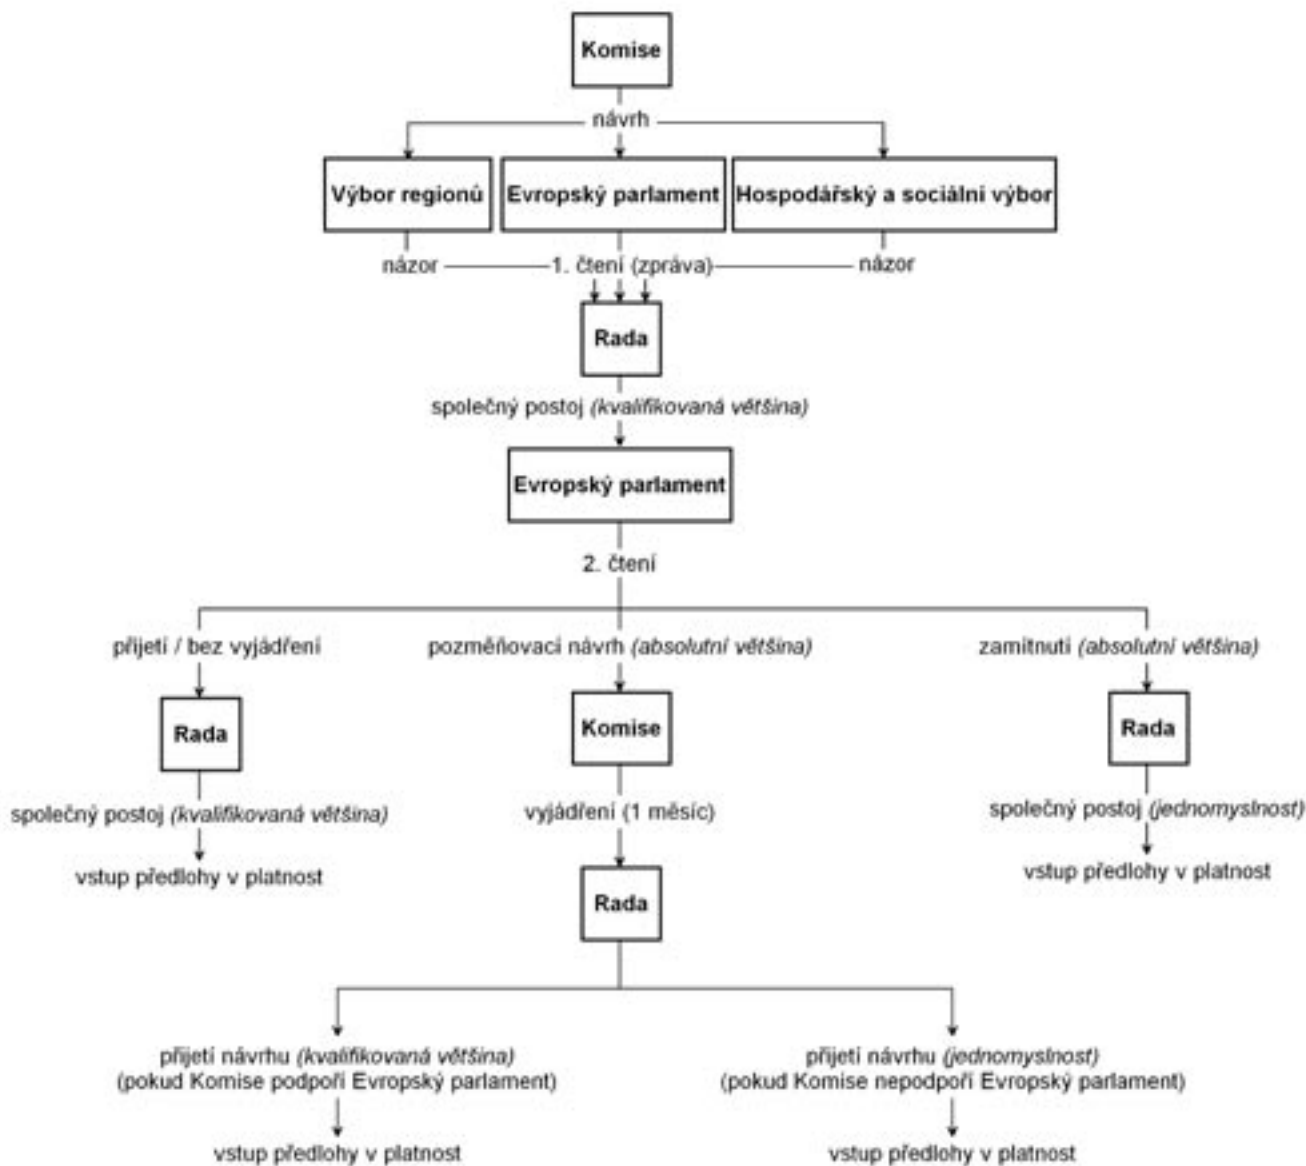 Komise
návrh
Výbor regionů
Evropský parlament
Hospodářský a sociální výbor
názor
1. čtení (zpráva)
názor
Rada
společný postoj (kvalifikovaná většina)
Evropský parlament
2. čtení
přijetí / bez vyjádření
pozměňovací návrh (absolutní většina)
zamítnutí (absolutní většina)
Rada
Komise
Rada
společný postoj (kvalifikovaná většina)
vyjádření (1 měsíc)
společný postoj (jednomyslnost)
vstup předlohy v platnost
vstup předlohy v platnost
Rada
přijetí návrhu (kvalifikovaná většina)
(pokud Komise podpoří Evropský parlament)
přijetí návrhu (jednomyslnost)
(pokud Komise nepodpoří Evropský parlament)
vstup předlohy v platnost
vstup předlohy v platnost